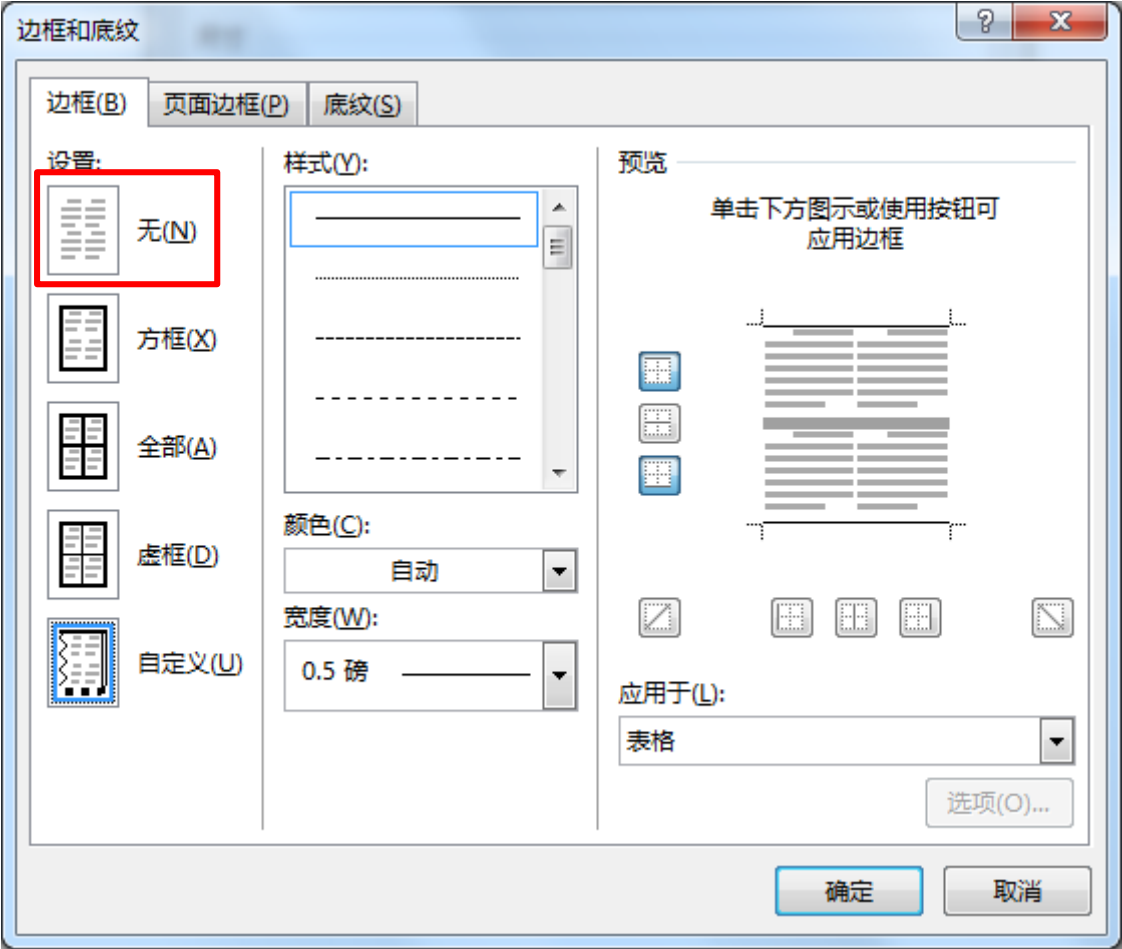 边框和底纹
边框(B)
页面边框(P)
底纹(S)
设置:
无(N)
方框(X)
全部(A)
虚框(D)
自定义(U)
样式(Y):
颜色(C):
自动
宽度(W):
0.5 磅
预览
单击下方图示或使用按钮可
应用边框
应用于(L):
表格
选项(O)...
确定
取消